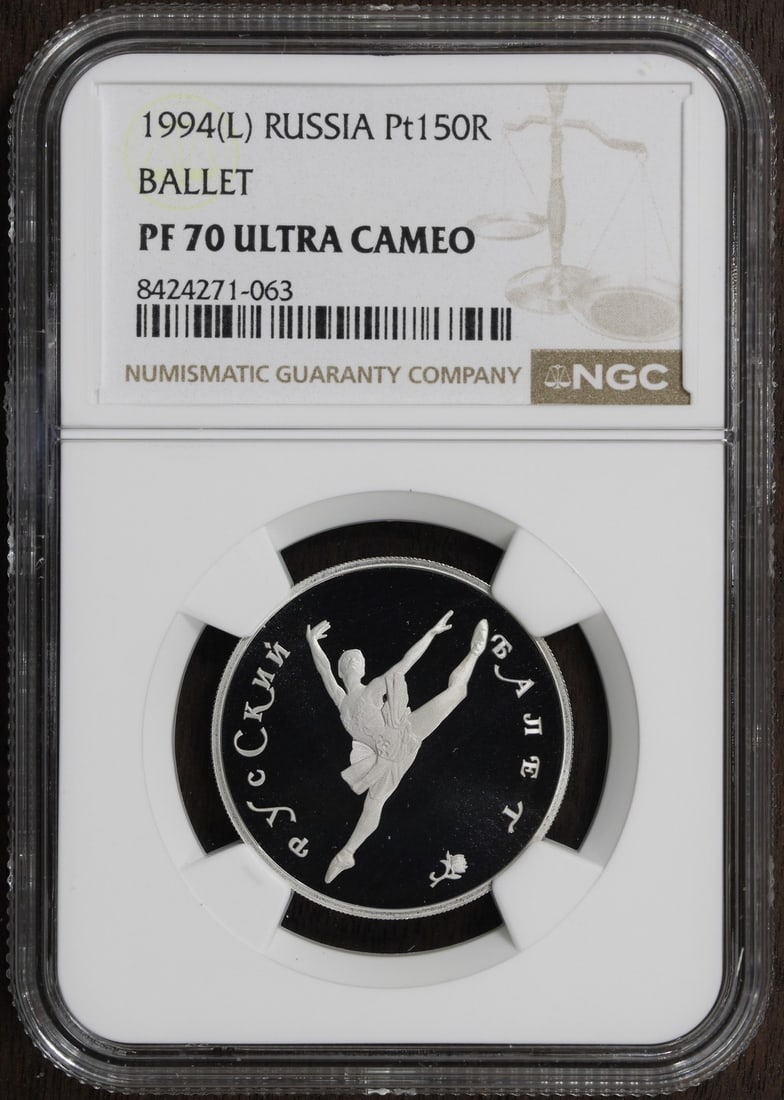 1994(L) RUSSIA Pt150R
BALLET
PF 70 ULTRA CAMEO
8424271-063
NUMISMATIC GUARANTY COMPANY
NGC
РУсСКИЙ
БАЛЕТ